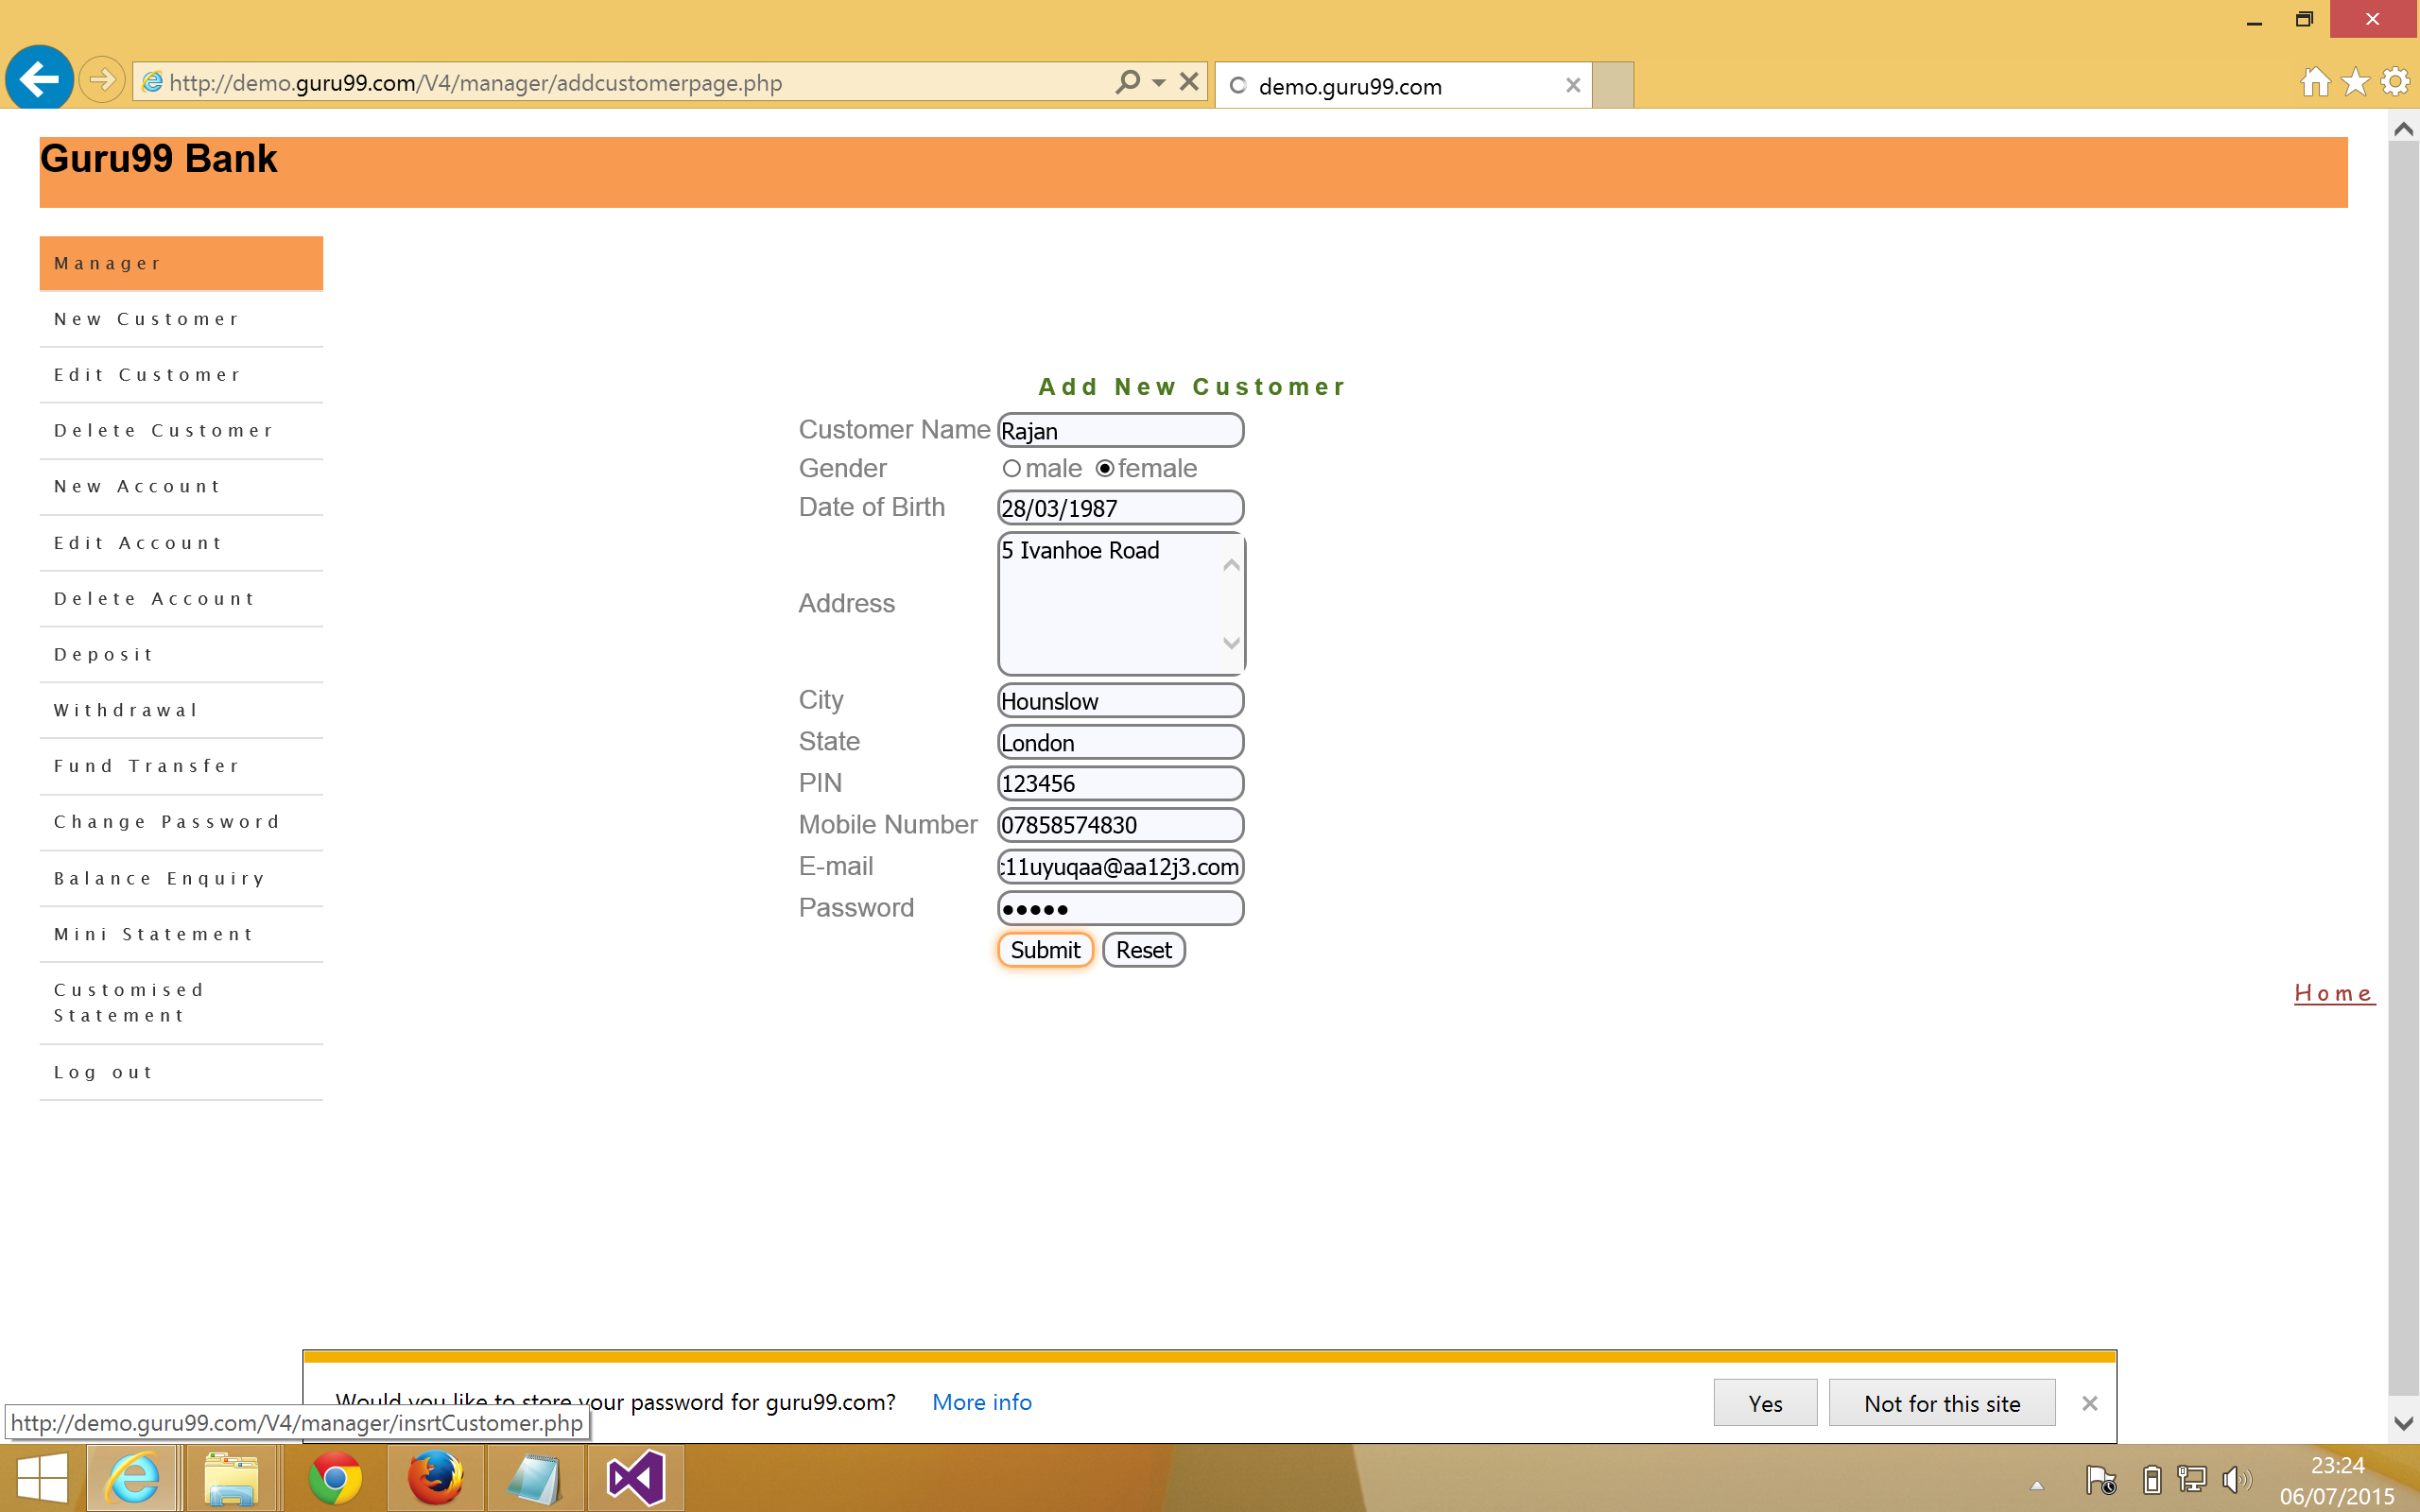 http://demo.guru99.com/V4/manager/addcustomerpage.php
demo.guru99.com
Guru99 Bank
Manager
New Customer
Edit Customer
Delete Customer
New Account
Edit Account
Delete Account
Deposit
Withdrawal
Fund Transfer
Change Password
Balance Enquiry
Mini Statement
Customised
Statement
Log out
Add New Customer
Customer Name Rajan
Gender male female
Date of Birth 28/03/1987
Address 5 Ivanhoe Road
City Hounslow
State London
PIN 123456
Mobile Number 07858574830
E-mail 11uyuqaa@aa12j3.com
Password •••••
Submit Reset
Home
Would you like to store your password for guru99.com? More info Yes Not for this site
http://demo.guru99.com/V4/manager/insrtCustomer.php
23:24
06/07/2015